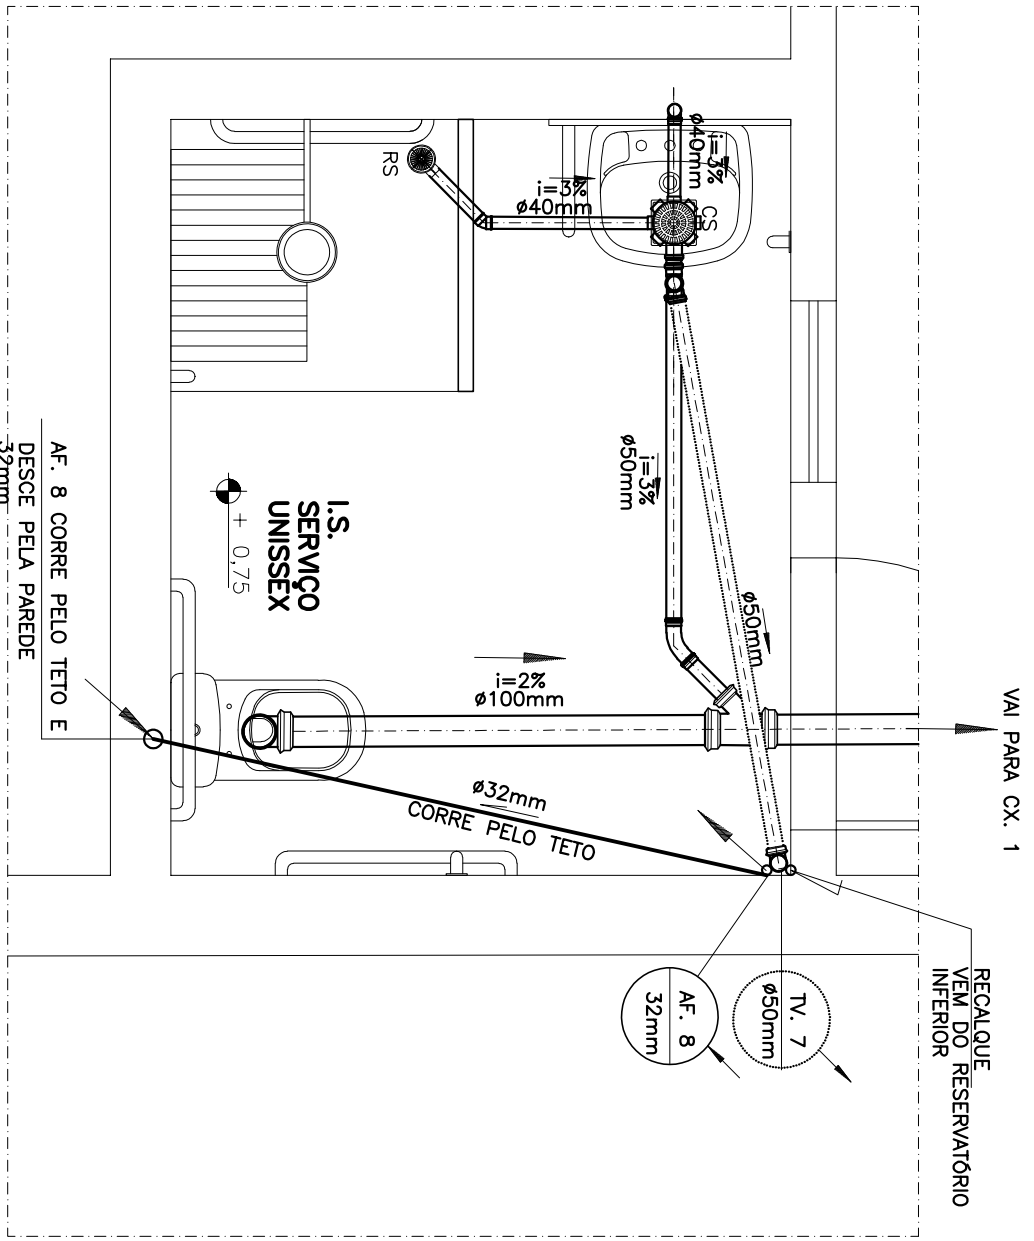 RS
i=3%
ø40mm
i=3%
ø40mm
CS
i=3%
ø50mm
ø50mm
I.S.
SERVIÇO
UNISSEX
+ 0,75
AF. 8 CORRE PELO TETO E
DESCE PELA PAREDE
32mm
i=2%
ø100mm
ø32mm
CORRE PELO TETO
VAI PARA CX. 1
TV. 7
ø50mm
AF. 8
32mm
RECALQUE
VEM DO RESERVATÓRIO
INFERIOR